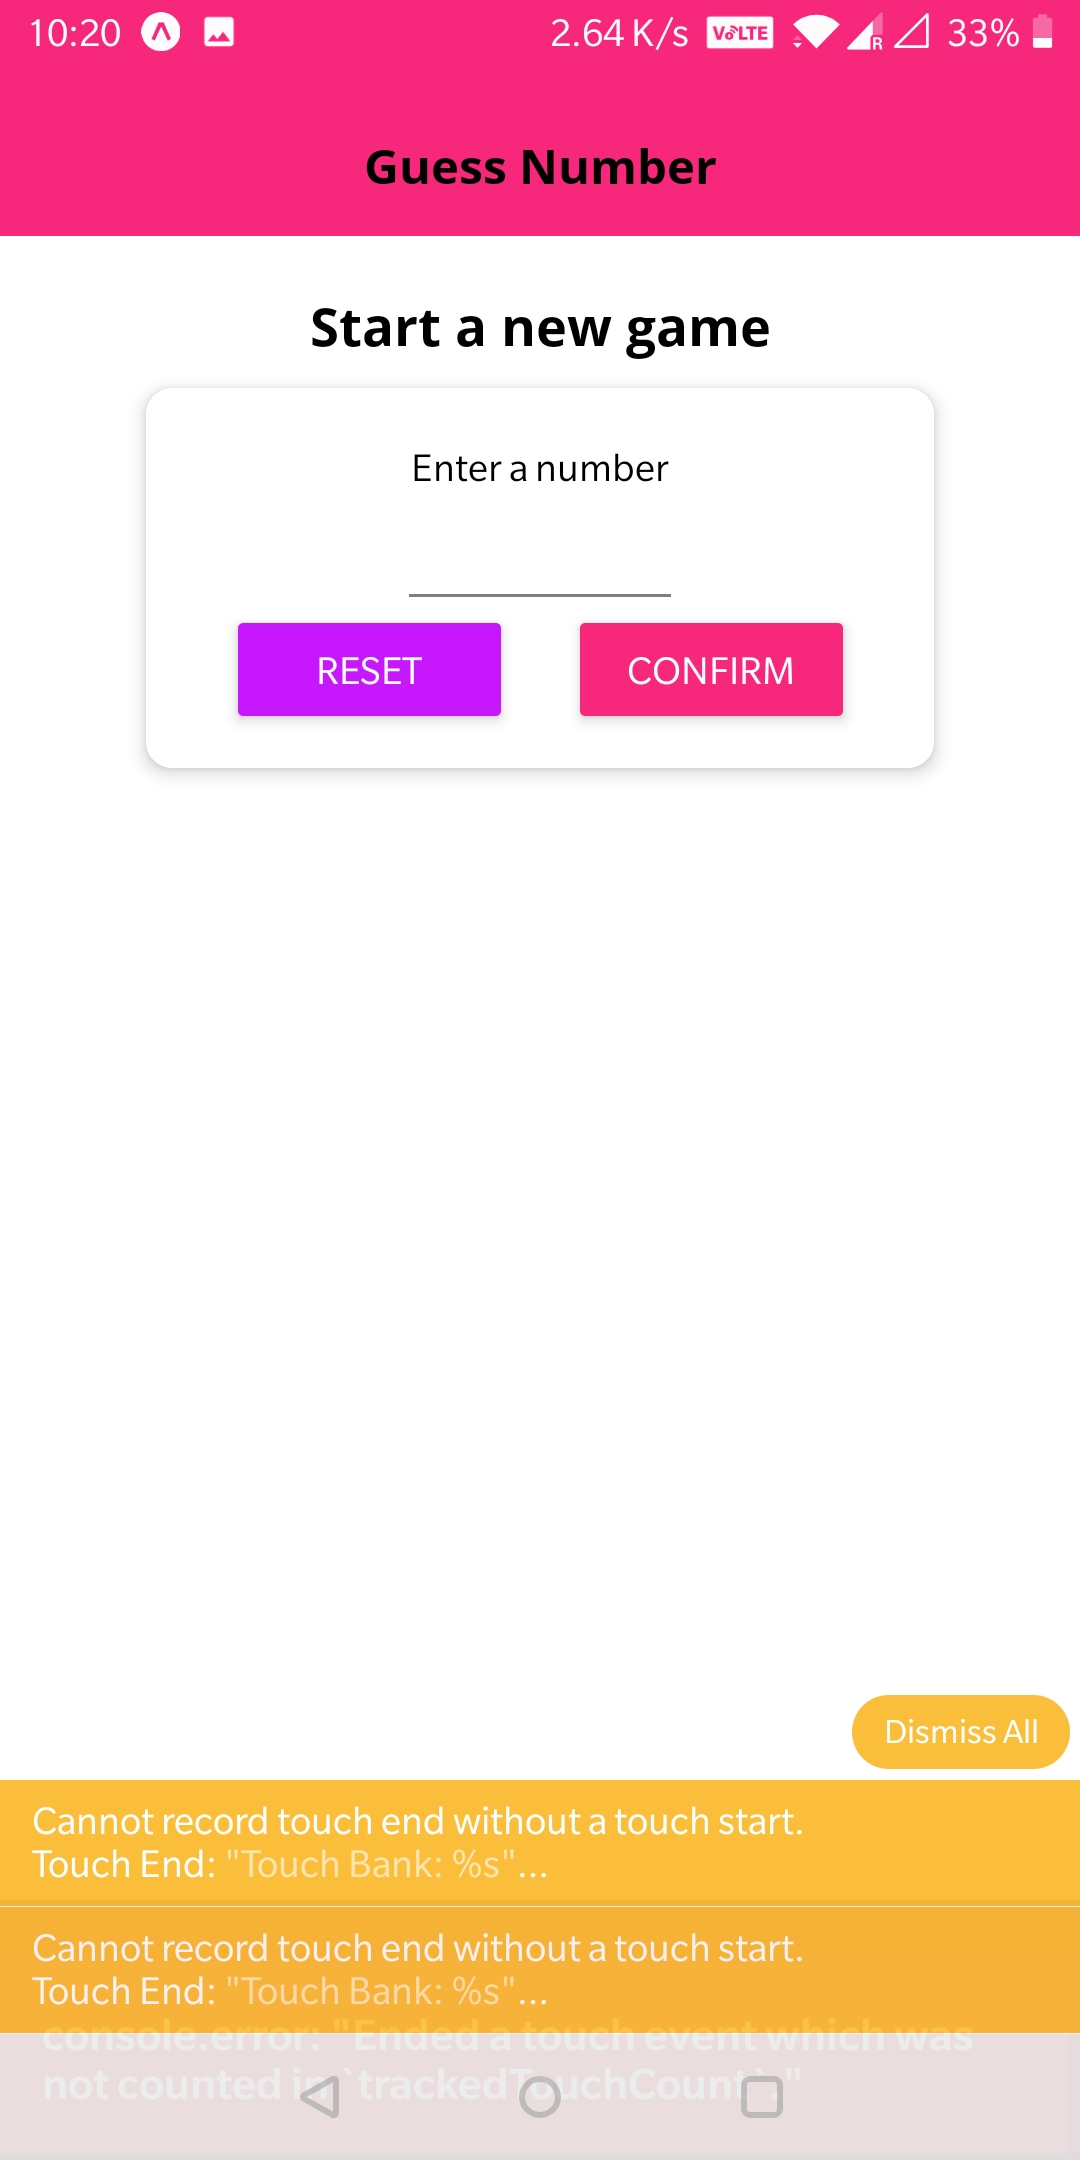 10:20 2.64 K/s VoLTE R 33%
Guess Number
Start a new game
Enter a number
RESET CONFIRM
Dismiss All
Cannot record touch end without a touch start.
Touch End: "Touch Bank: %s"...
Cannot record touch end without a touch start.
Touch End: "Touch Bank: %s"...
console.error: "Ended a touch event which was
not counted in `trackedTouchCount`."